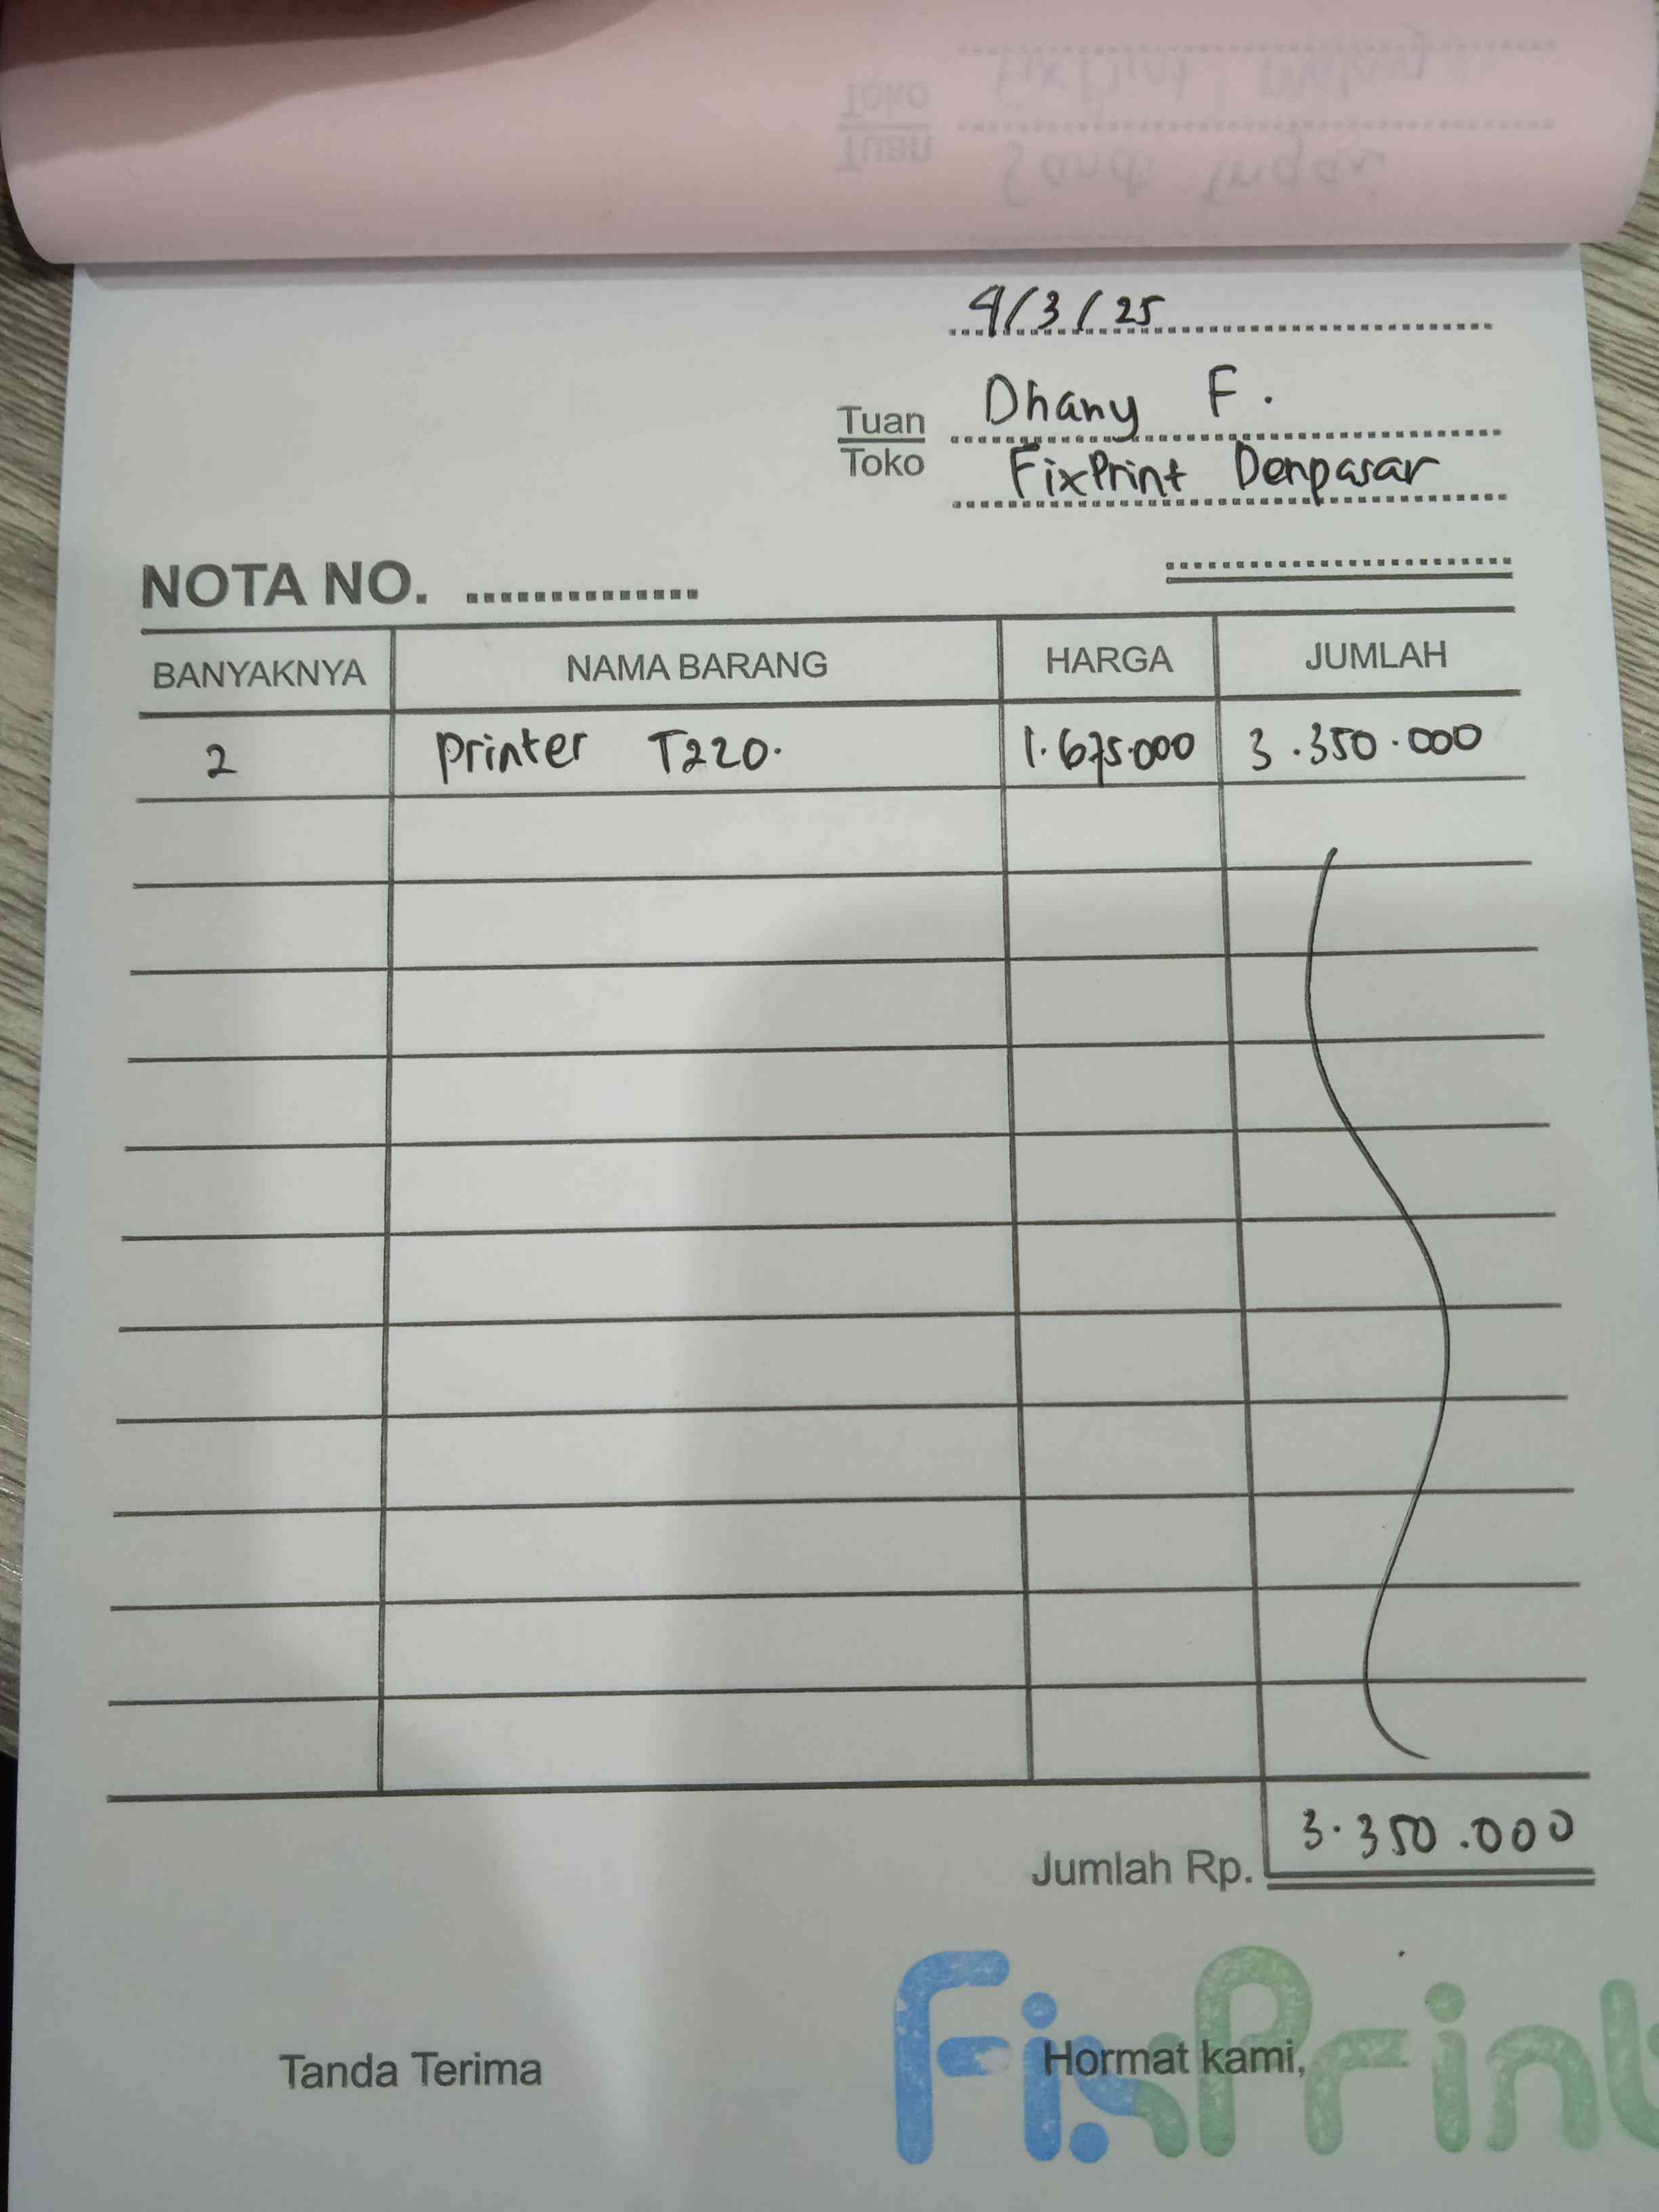 4/3/25
Tuan Dhany F.
Toko FixPrint Denpasar
NOTA NO. ..............
BANYAKNYA NAMA BARANG HARGA JUMLAH
2 Printer T220. 1.675.000 3.350.000
Jumlah Rp. 3.350.000
Tanda Terima Hormat kami,
FixPrint